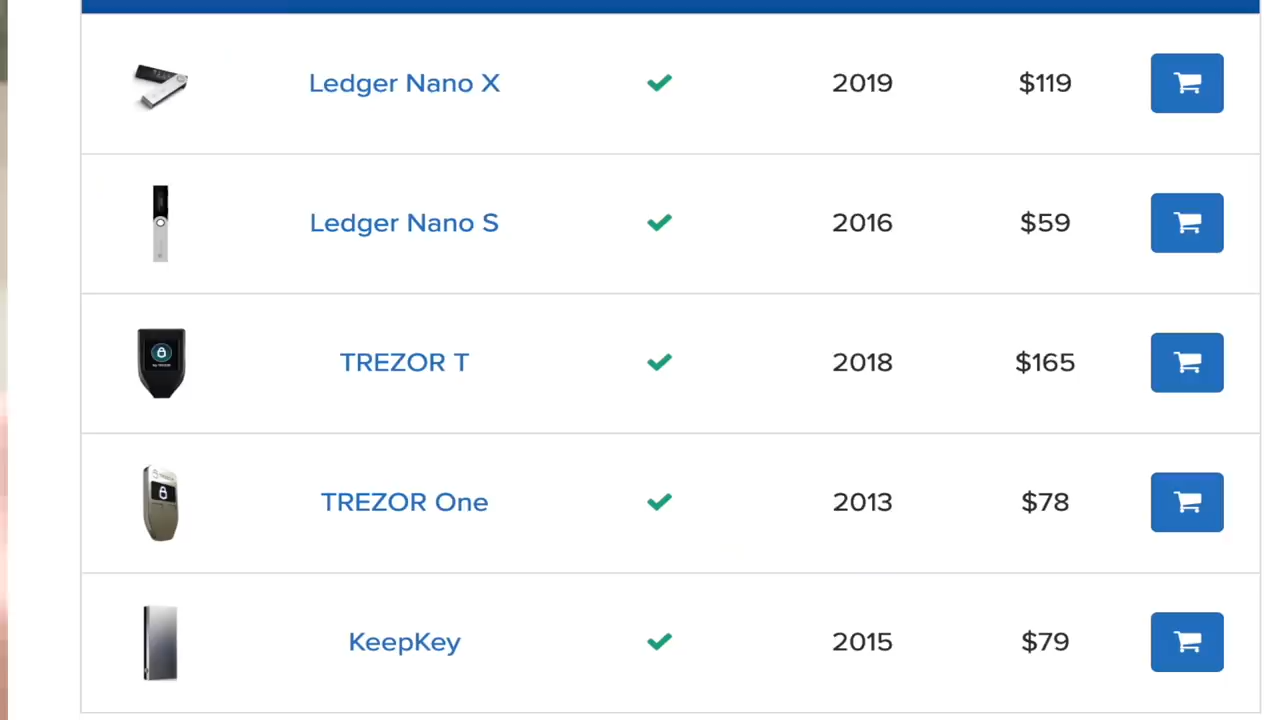 Ledger Nano X 2019 $119
Ledger Nano S 2016 $59
TREZOR T 2018 $165
TREZOR One 2013 $78
KeepKey 2015 $79